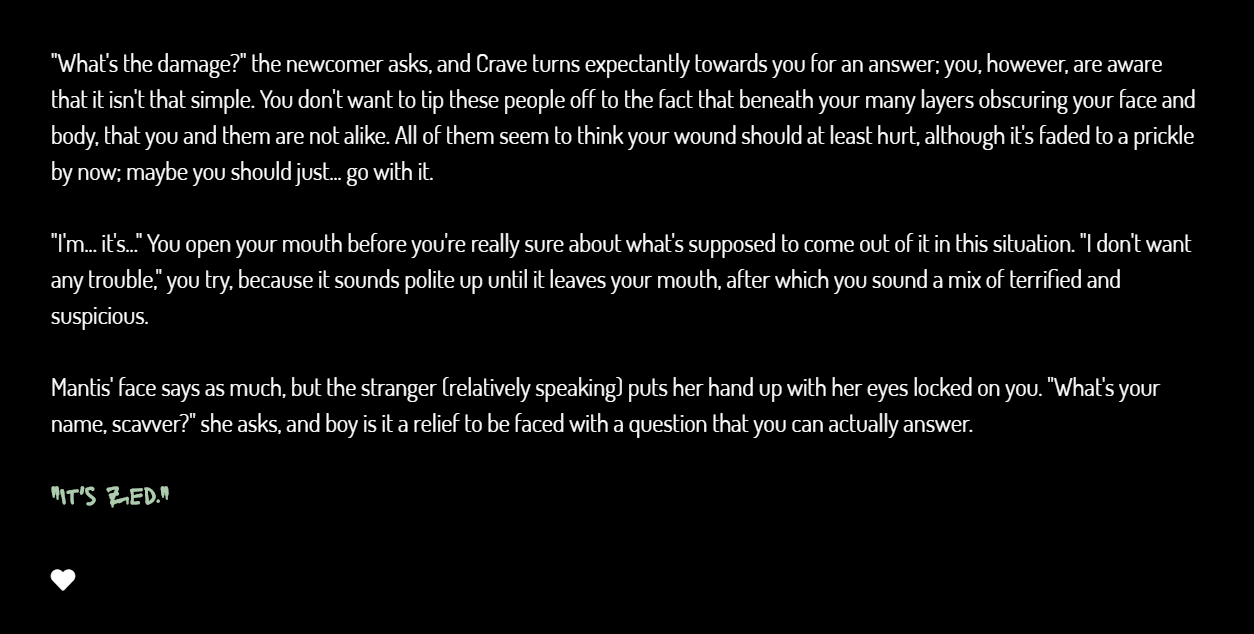 "What's the damage?" the newcomer asks, and Crave turns expectantly towards you for an answer; you, however, are aware
that it isn't that simple. You don't want to tip these people off to the fact that beneath your many layers obscuring your face and
body, that you and them are not alike. All of them seem to think your wound should at least hurt, although it's faded to a prickle
by now; maybe you should just... go with it.
"I'm... it's..." You open your mouth before you're really sure about what's supposed to come out of it in this situation. "I don't want
any trouble," you try, because it sounds polite up until it leaves your mouth, after which you sound a mix of terrified and
suspicious.
Mantis' face says as much, but the stranger (relatively speaking) puts her hand up with her eyes locked on you. "What's your
name, scavver?" she asks, and boy is it a relief to be faced with a question that you can actually answer.
"IT'S ZED."